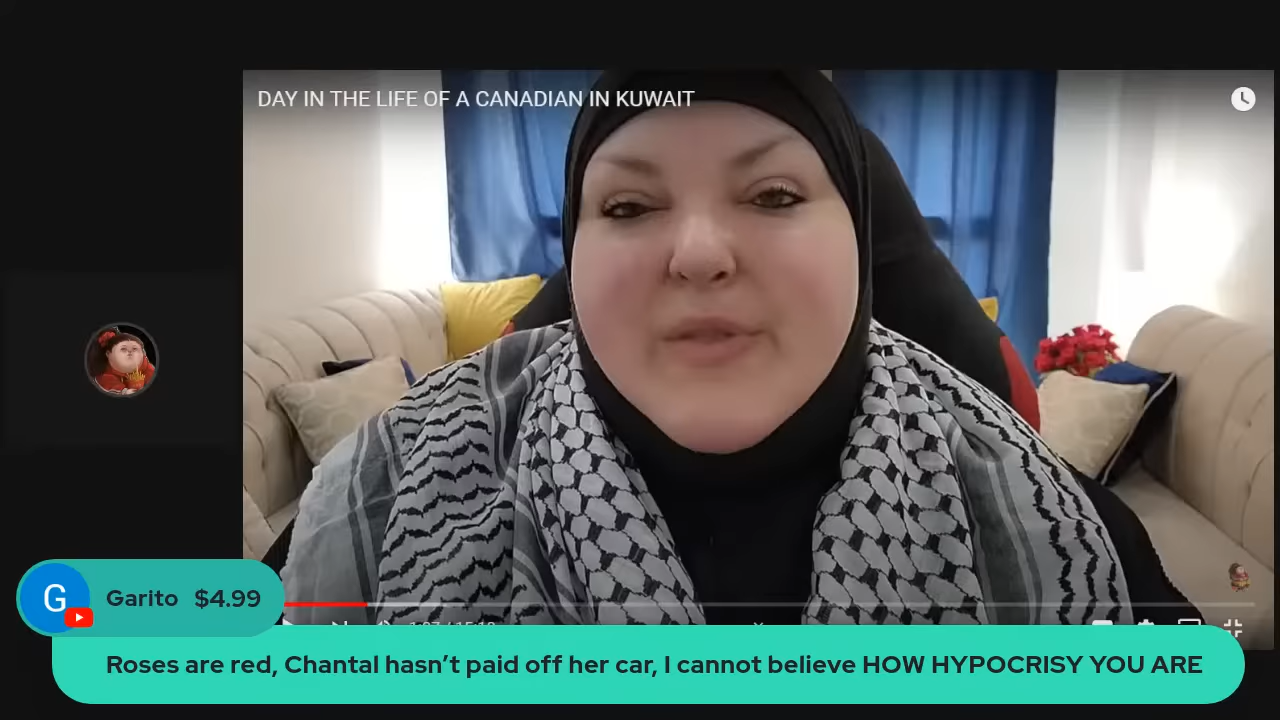 DAY IN THE LIFE OF A CANADIAN IN KUWAIT
G
Garito $4.99
Roses are red, Chantal hasn’t paid off her car, I cannot believe HOW HYPOCRISY YOU ARE